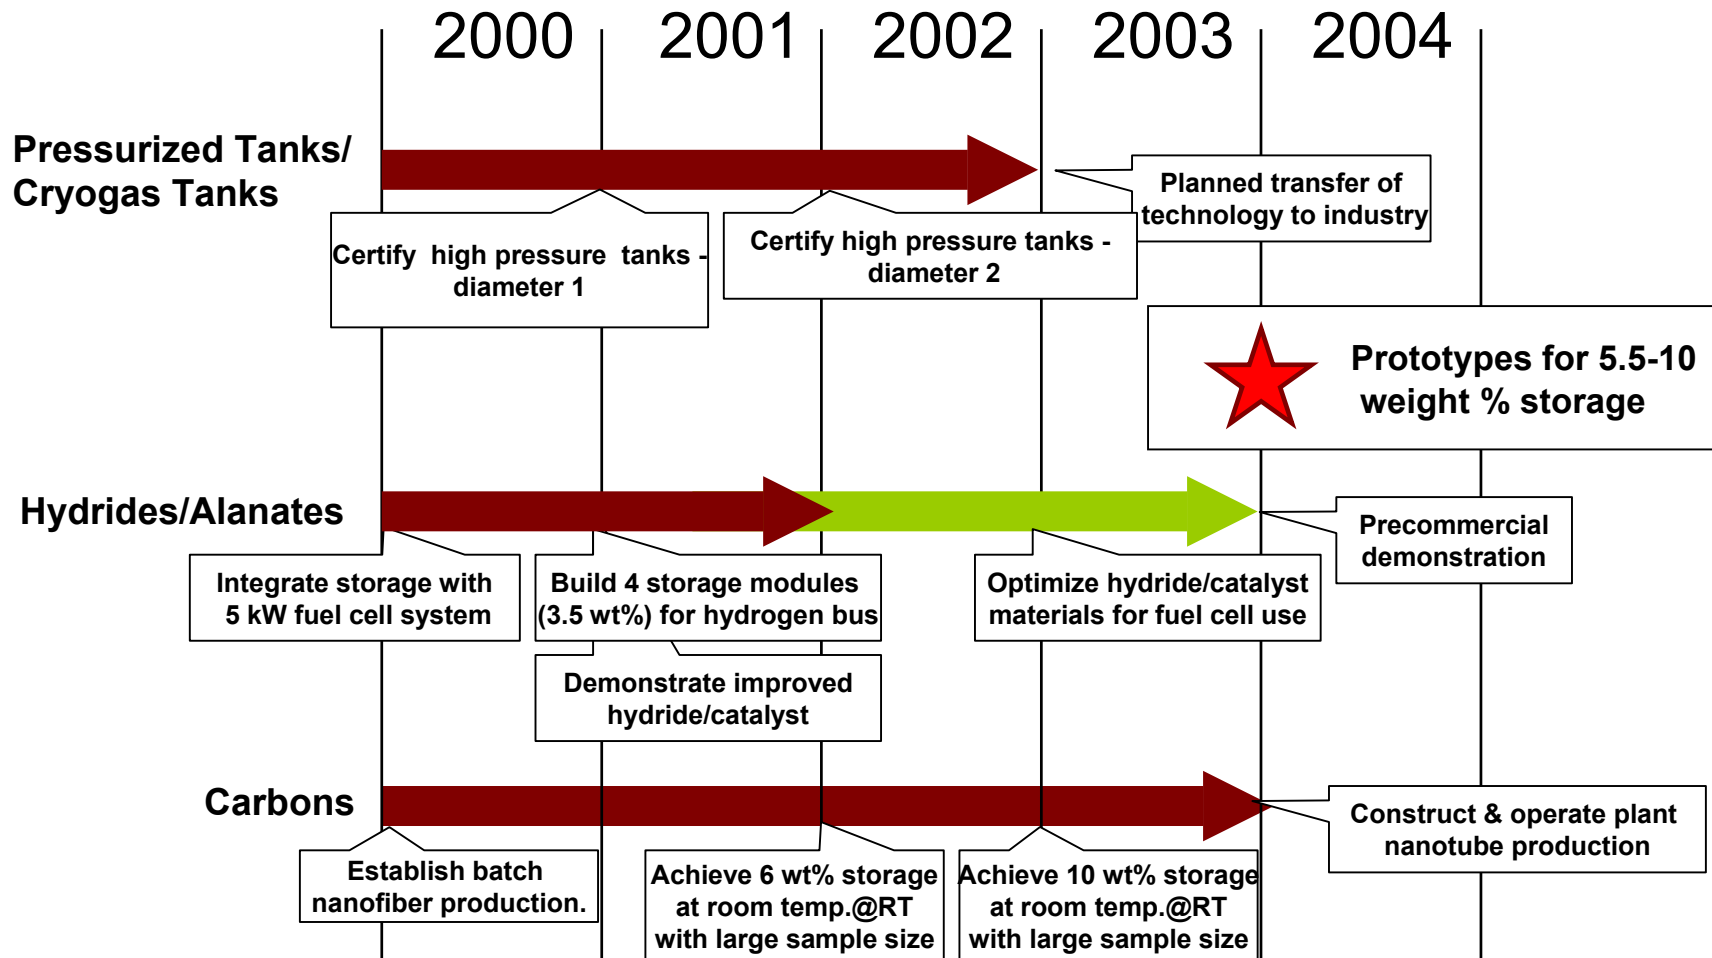 2000 2001 2002 2003 2004
Pressurized Tanks/
Cryogas Tanks
Planned transfer of
technology to industry
Certify high pressure tanks -
diameter 1
Certify high pressure tanks -
diameter 2
Prototypes for 5.5-10
weight % storage
Hydrides/Alanates
Precommercial
demonstration
Integrate storage with
5 kW fuel cell system
Build 4 storage modules
(3.5 wt%) for hydrogen bus
Optimize hydride/catalyst
materials for fuel cell use
Demonstrate improved
hydride/catalyst
Carbons
Construct & operate plant
nanotube production
Establish batch
nanofiber production.
Achieve 6 wt% storage
at room temp.@RT
with large sample size
Achieve 10 wt% storage
at room temp.@RT
with large sample size